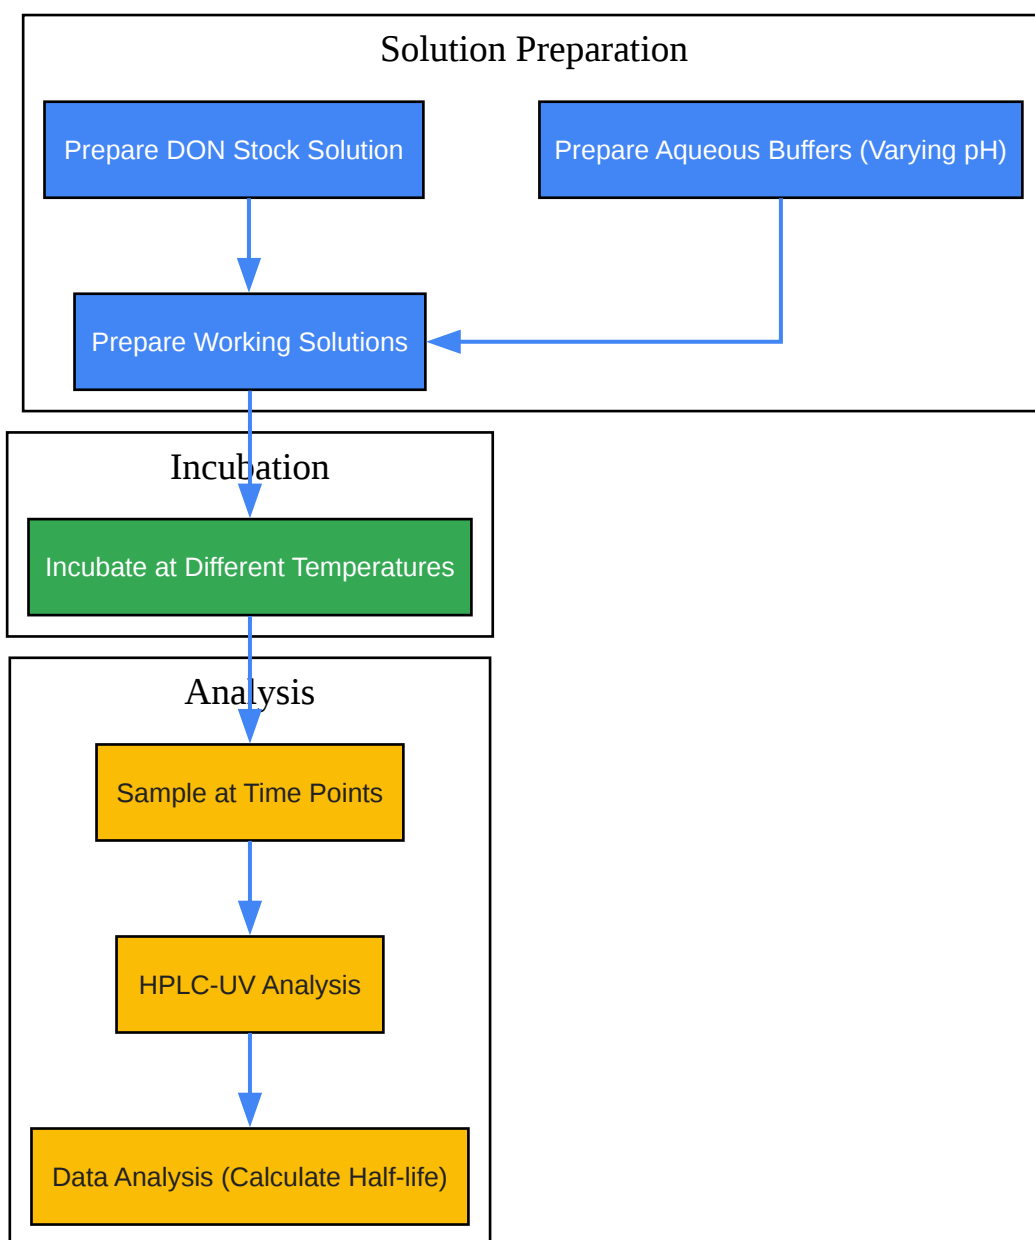 Solution Preparation
Prepare DON Stock Solution
Prepare Aqueous Buffers (Varying pH)
Prepare Working Solutions
Incubation
Incubate at Different Temperatures
Analysis
Sample at Time Points
HPLC-UV Analysis
Data Analysis (Calculate Half-life)